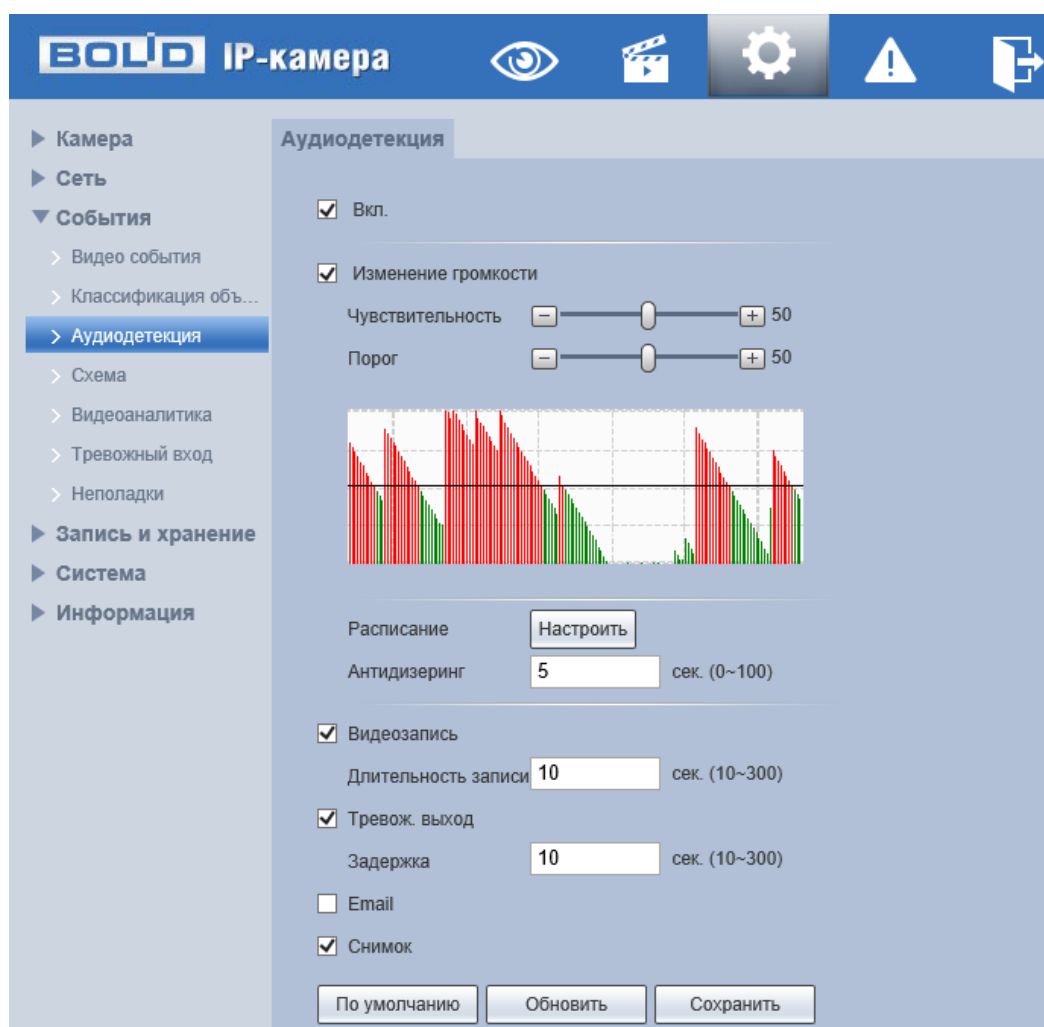 BOLID IP-камера
Камера
Сеть
События
Видео события
Классификация объ...
Аудиодетекция
Схема
Видеоаналитика
Тревожный вход
Неполадки
Запись и хранение
Система
Информация
Аудиодетекция
Вкл.
Изменение громкости
Чувствительность 50
Порог 50
Расписание Настроить
Антидизеринг 5 сек. (0~100)
Видеозапись
Длительность записи 10 сек. (10~300)
Тревож. выход
Задержка 10 сек. (10~300)
Email
Снимок
По умолчанию Обновить Сохранить